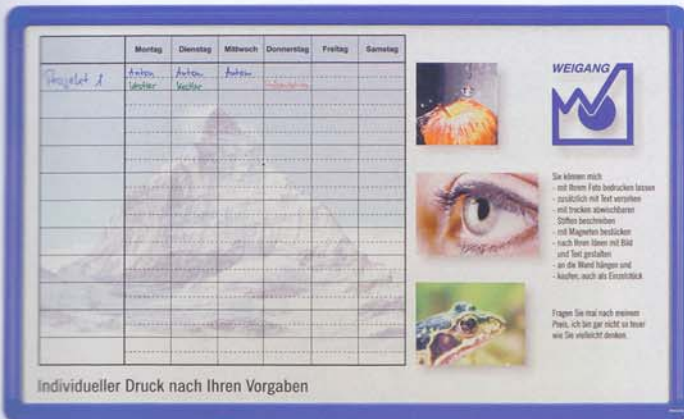 Montag Dienstag Mittwoch Donnerstag Freitag Samstag
Projekt 1 Anton Anton Anton
WEIGANG
Sie können mich
- mit Ihrem Foto bedrucken lassen
- zusätzlich mit Text versehen
- mit trocken abwischbaren
Stiften beschreiben
- mit Magneten bestücken
- nach Ihren Ideen mit Bild
und Text gestalten
- an die Wand hängen und
- kaufen, auch als Einzelstück
Fragen Sie mal nach meinem
Preis, ich bin gar nicht so teuer
wie Sie vielleicht denken.
Individueller Druck nach Ihren Vorgaben